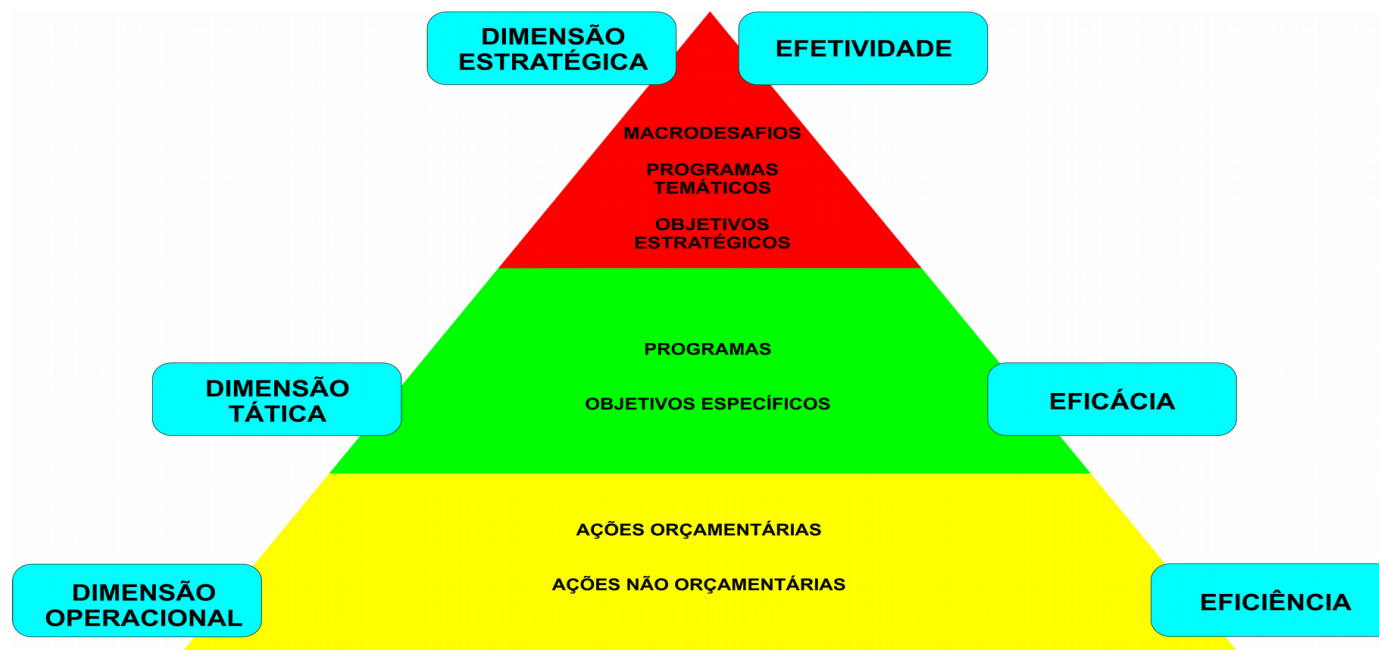 DIMENSÃO
ESTRATÉGICA
EFETIVIDADE
MACRODESAFIOS
PROGRAMAS
TEMÁTICOS
OBJETIVOS
ESTRATÉGICOS
PROGRAMAS
OBJETIVOS ESPECÍFICOS
DIMENSÃO
TÁTICA
EFICÁCIA
AÇÕES ORÇAMENTÁRIAS
AÇÕES NÃO ORÇAMENTÁRIAS
DIMENSÃO
OPERACIONAL
EFICIÊNCIA